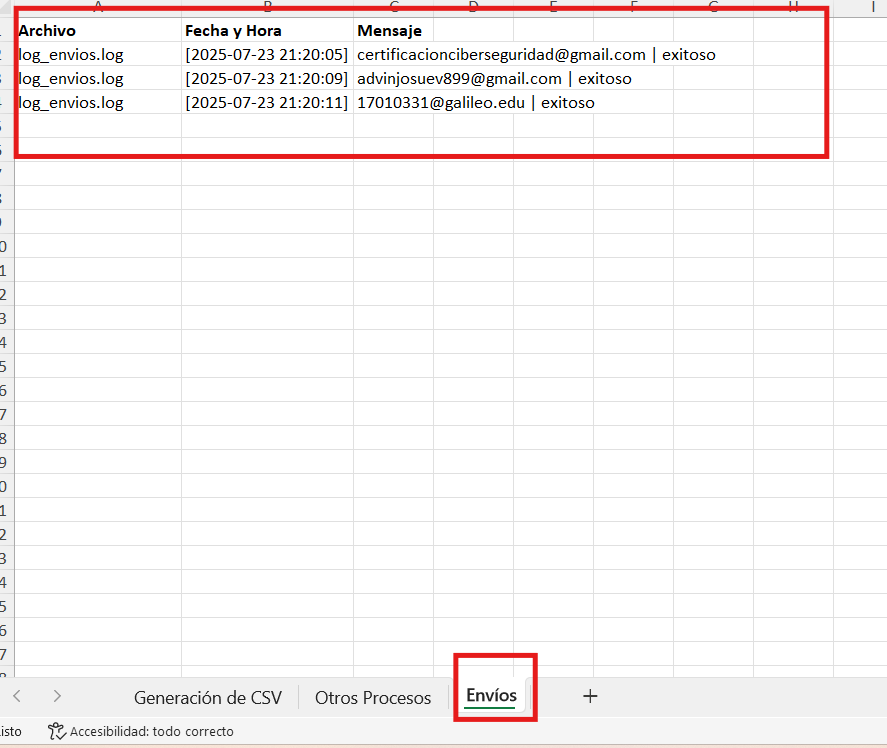 A B C D E F G H I
Archivo Fecha y Hora Mensaje
log_envios.log [2025-07-23 21:20:05] certificacionciberseguridad@gmail.com | exitoso
log_envios.log [2025-07-23 21:20:09] advinjosuev899@gmail.com | exitoso
log_envios.log [2025-07-23 21:20:11] 17010331@galileo.edu | exitoso
Generación de CSV Otros Procesos Envíos +
Accesibilidad: todo correcto